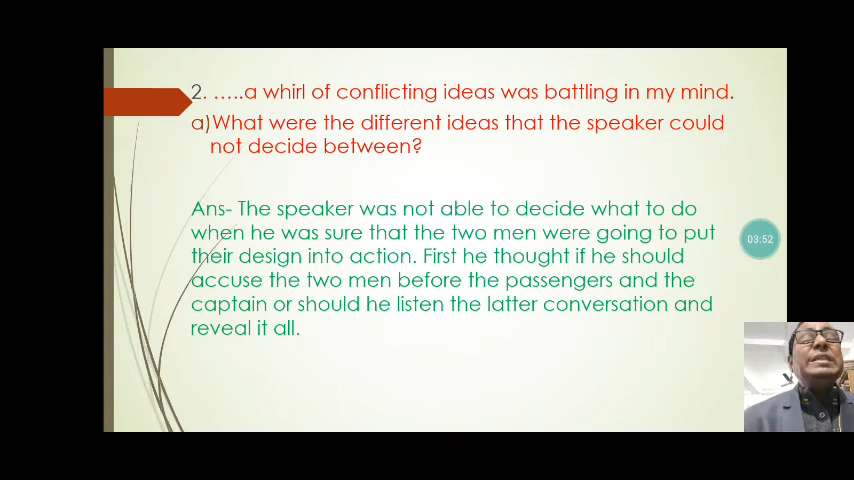 2. …..a whirl of conflicting ideas was battling in my mind.
a)What were the different ideas that the speaker could
not decide between?
Ans- The speaker was not able to decide what to do
when he was sure that the two men were going to put
their design into action. First he thought if he should
accuse the two men before the passengers and the
captain or should he listen the latter conversation and
reveal it all.
03:52